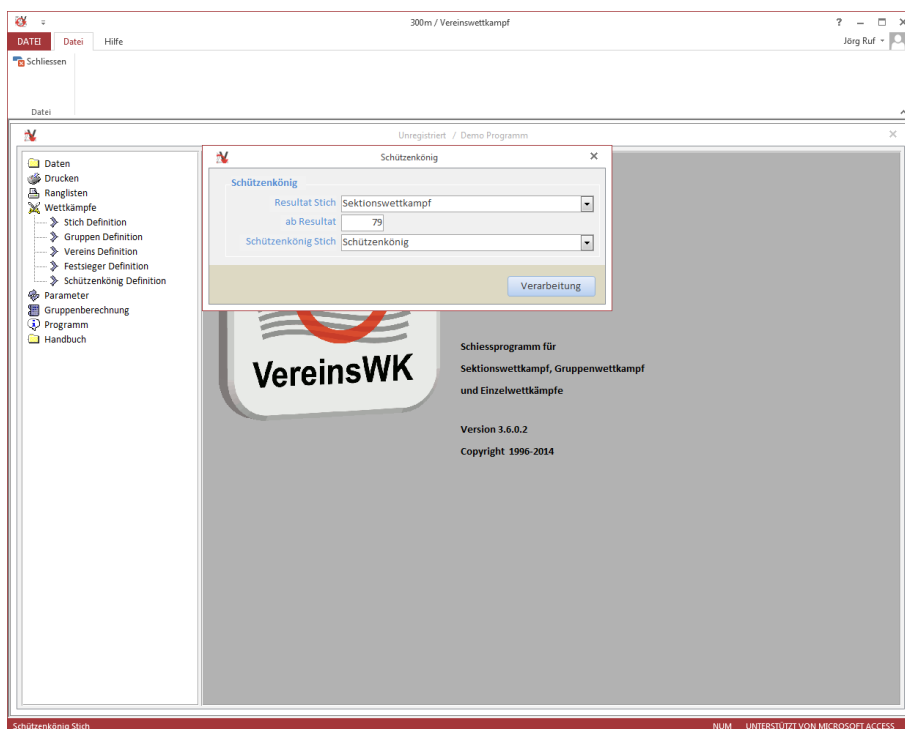 300m / Vereinswettkampf
?
DATEI Datei Hilfe Jörg Ruf
Schliessen
Datei
Unregistriert / Demo Programm
Daten
Drucken
Ranglisten
Wettkämpfe
Stich Definition
Gruppen Definition
Vereins Definition
Festsieger Definition
Schützenkönig Definition
Parameter
Gruppenberechnung
Programm
Handbuch
Schützenkönig
Schützenkönig
Resultat Stich Sektionswettkampf
ab Resultat 79
Schützenkönig Stich Schützenkönig
Verarbeitung
VereinsWK
Schiessprogramm für
Sektionswettkampf, Gruppenwettkampf
und Einzelwettkämpfe
Version 3.6.0.2
Copyright 1996-2014
Schützenkönig Stich NUM UNTERSTÜTZT VON MICROSOFT ACCESS